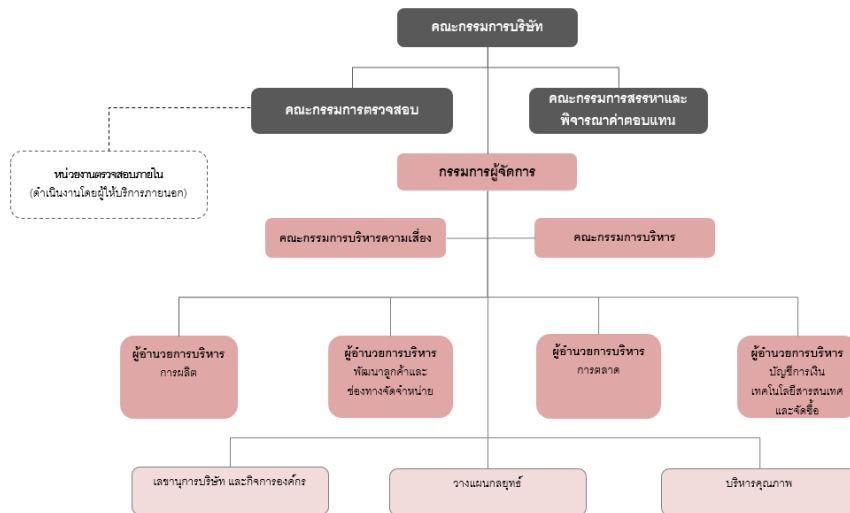 คณะกรรมการบริษัท
คณะกรรมการตรวจสอบ
คณะกรรมการสรรหาและ
พิจารณาค่าตอบแทน
หน่วยงานตรวจสอบภายใน
(ดำเนินงานโดยผู้ให้บริการภายนอก)
กรรมการผู้จัดการ
คณะกรรมการบริหารความเสี่ยง
คณะกรรมการบริหาร
ผู้อำนวยการบริหาร
การผลิต
ผู้อำนวยการบริหาร
พัฒนาลูกค้าและ
ช่องทางจัดจำหน่าย
ผู้อำนวยการบริหาร
การตลาด
ผู้อำนวยการบริหาร
บัญชีการเงิน
เทคโนโลยีสารสนเทศ
และจัดซื้อ
เลขานุการบริษัท และกิจการองค์กร
วางแผนกลยุทธ์
บริหารคุณภาพ